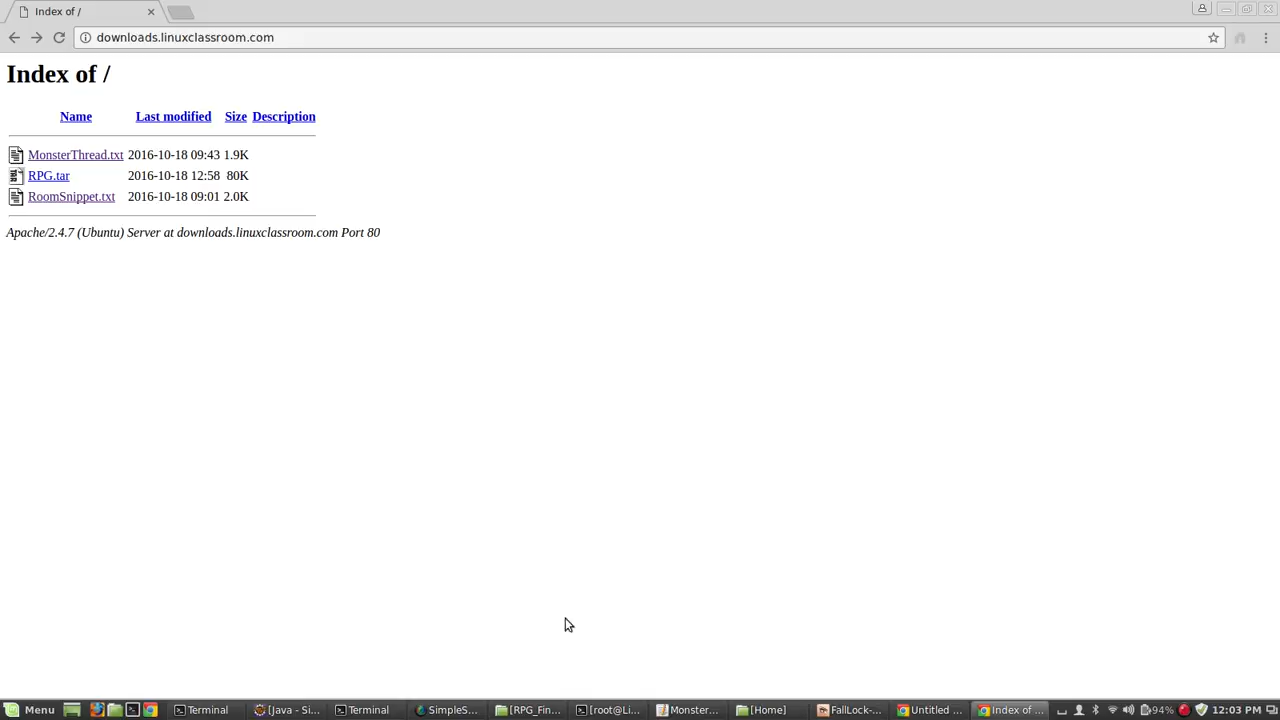 Index of /
downloads.linuxclassroom.com
Index of /
Name Last modified Size Description
MonsterThread.txt 2016-10-18 09:43 1.9K
RPG.tar 2016-10-18 12:58 80K
RoomSnippet.txt 2016-10-18 09:01 2.0K
Apache/2.4.7 (Ubuntu) Server at downloads.linuxclassroom.com Port 80
Menu Terminal [Java - Si... Terminal SimpleS... [RPG_Fin... [root@Li... Monster... [Home] FallLock-... Untitled ... Index of ... 94% 12:03 PM